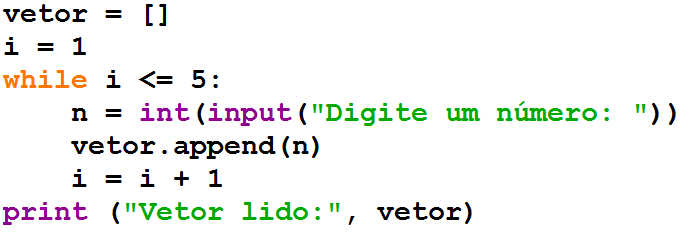 vetor = []
i = 1
while i <= 5:
    n = int(input("Digite um número: "))
    vetor.append(n)
    i = i + 1
print ("Vetor lido:", vetor)